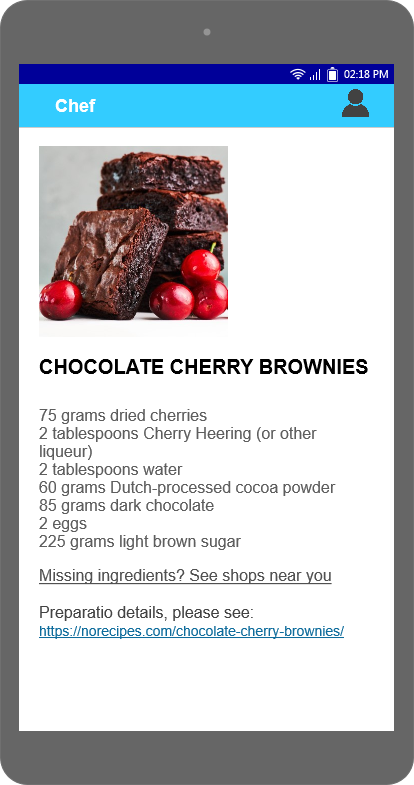 02:18 PM
Chef
CHOCOLATE CHERRY BROWNIES
75 grams dried cherries
2 tablespoons Cherry Heering (or other
liqueur)
2 tablespoons water
60 grams Dutch-processed cocoa powder
85 grams dark chocolate
2 eggs
225 grams light brown sugar
Missing ingredients? See shops near you
Preparatio details, please see:
https://norecipes.com/chocolate-cherry-brownies/